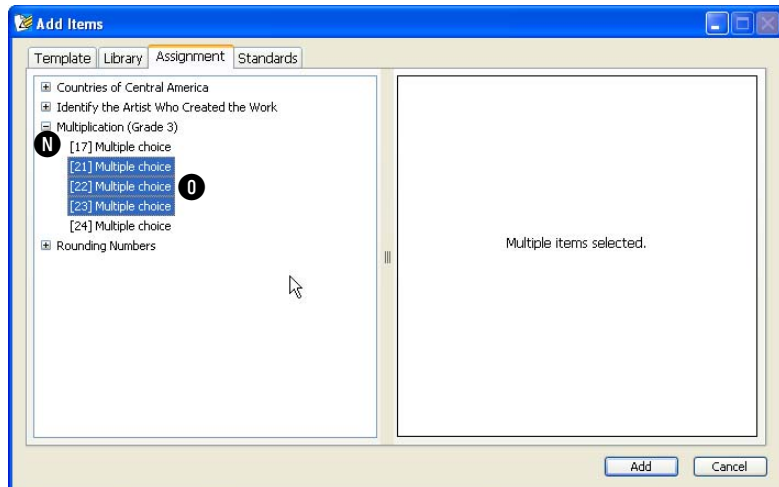 Add Items
Template Library Assignment Standards
Countries of Central America
Identify the Artist Who Created the Work
Multiplication (Grade 3)
N [17] Multiple choice
[21] Multiple choice
[22] Multiple choice O
[23] Multiple choice
[24] Multiple choice
Rounding Numbers
Multiple items selected.
Add Cancel